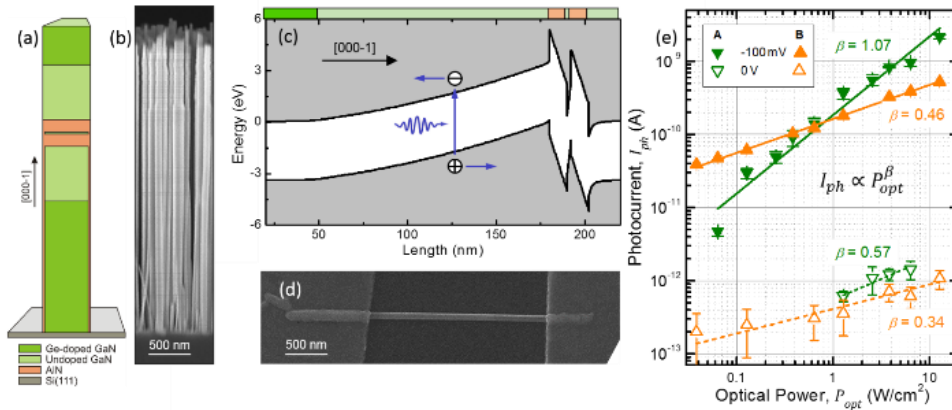 (a)
[000-1]
Ge-doped GaN
Undoped GaN
AlN
Si(111)
(b)
500 nm
(c)
[000-1]
Energy (eV)
6
3
0
-3
-6
0
50
100
150
200
Length (nm)
(d)
500 nm
(e)
A B
-100 mV
0 V
β = 1.07
β = 0.46
I_ph ∝ P_opt^β
β = 0.57
β = 0.34
Photocurrent, I_ph (A)
10⁻⁹
10⁻¹⁰
10⁻¹¹
10⁻¹²
10⁻¹³
0.1
1
10
Optical Power, P_opt (W/cm²)